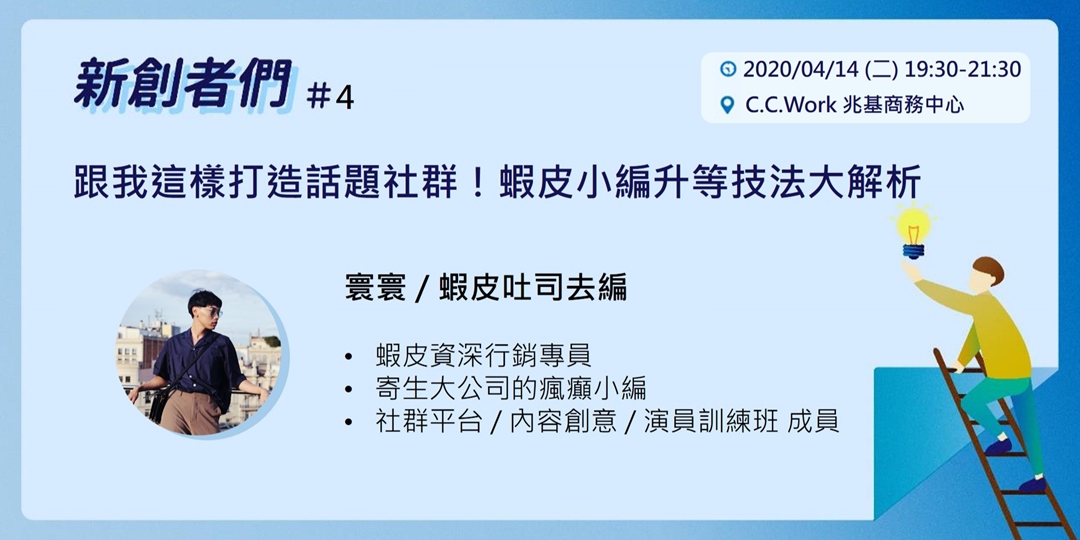 新創者們 #4
2020/04/14 (二) 19:30-21:30
C.C.Work 兆基商務中心
跟我這樣打造話題社群！蝦皮小編升等技法大解析
寰寰 / 蝦皮吐司去編
• 蝦皮資深行銷專員
• 寄生大公司的瘋癲小編
• 社群平台 / 內容創意 / 演員訓練班 成員